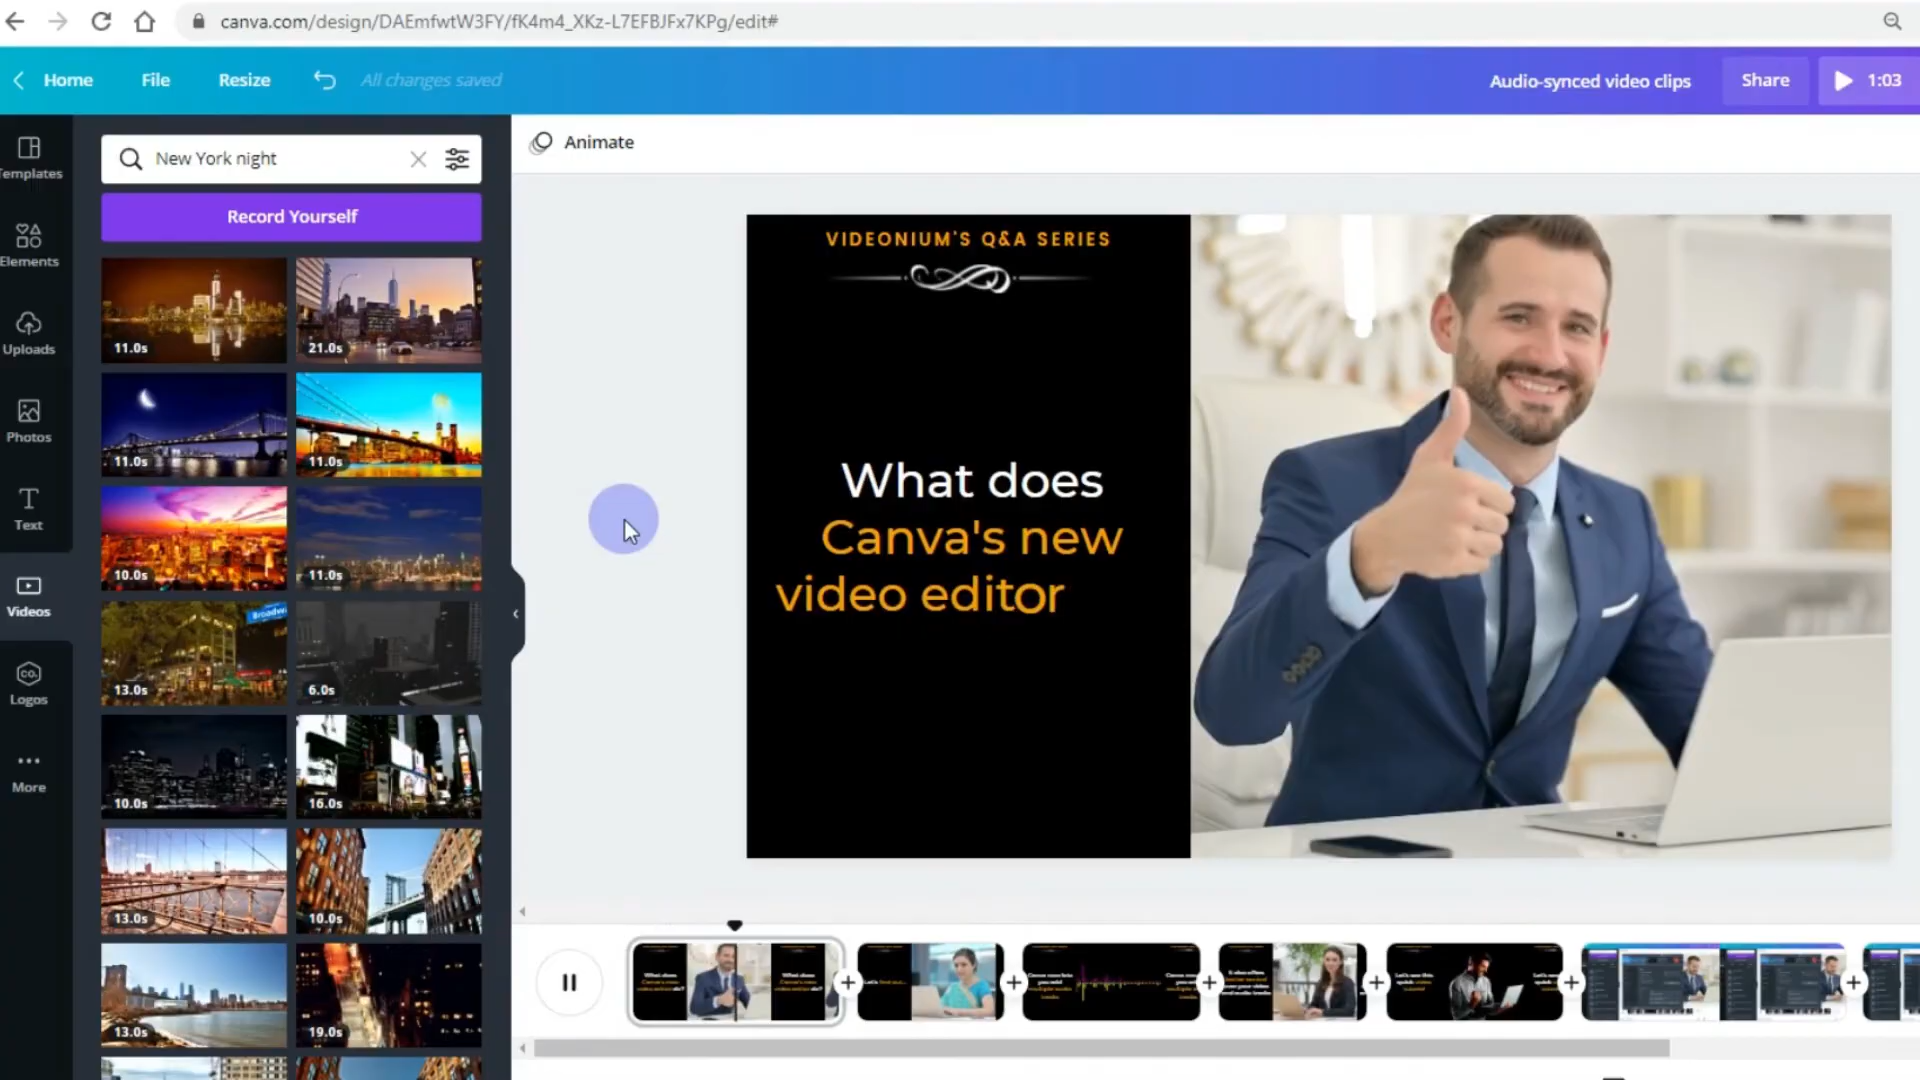 canva.com/design/DAEmfwtW3FY/fK4m4_XKz-L7EFBJFx7KPg/edit#
Home File Resize All changes saved Audio-synced video clips Share 1:03
Templates
Elements
Uploads
Photos
Text
Videos
Logos
CO.
More
New York night
Record Yourself
11.0s 21.0s
11.0s 11.0s
10.0s 11.0s
Broadway
13.0s 6.0s
10.0s 16.0s
13.0s 10.0s
13.0s 19.0s
Animate
VIDEONIUM'S Q&A SERIES
What does
Canva's new
video editor